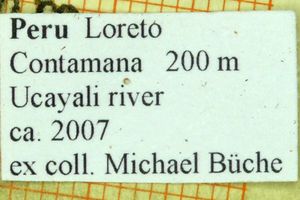 Peru Loreto
Contamana 200 m
Ucayali river
ca. 2007
ex coll. Michael Büche